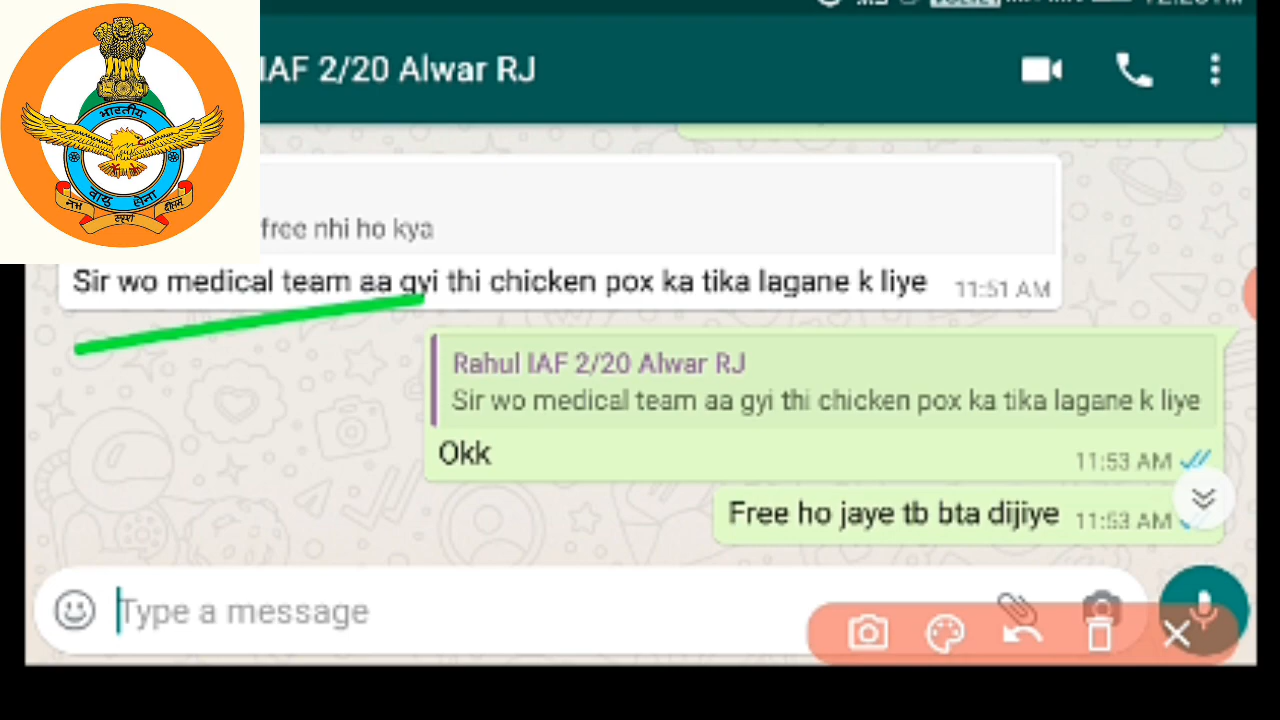 IAF 2/20 Alwar RJ
भारतीय
वायु सेना
नभः स्पृशं दीप्तम्
free nhi ho kya
Sir wo medical team aa gyi thi chicken pox ka tika lagane k liye 11:51 AM
Rahul IAF 2/20 Alwar RJ
Sir wo medical team aa gyi thi chicken pox ka tika lagane k liye
Okk
11:53 AM
Free ho jaye tb bta dijiye 11:53 AM
Type a message